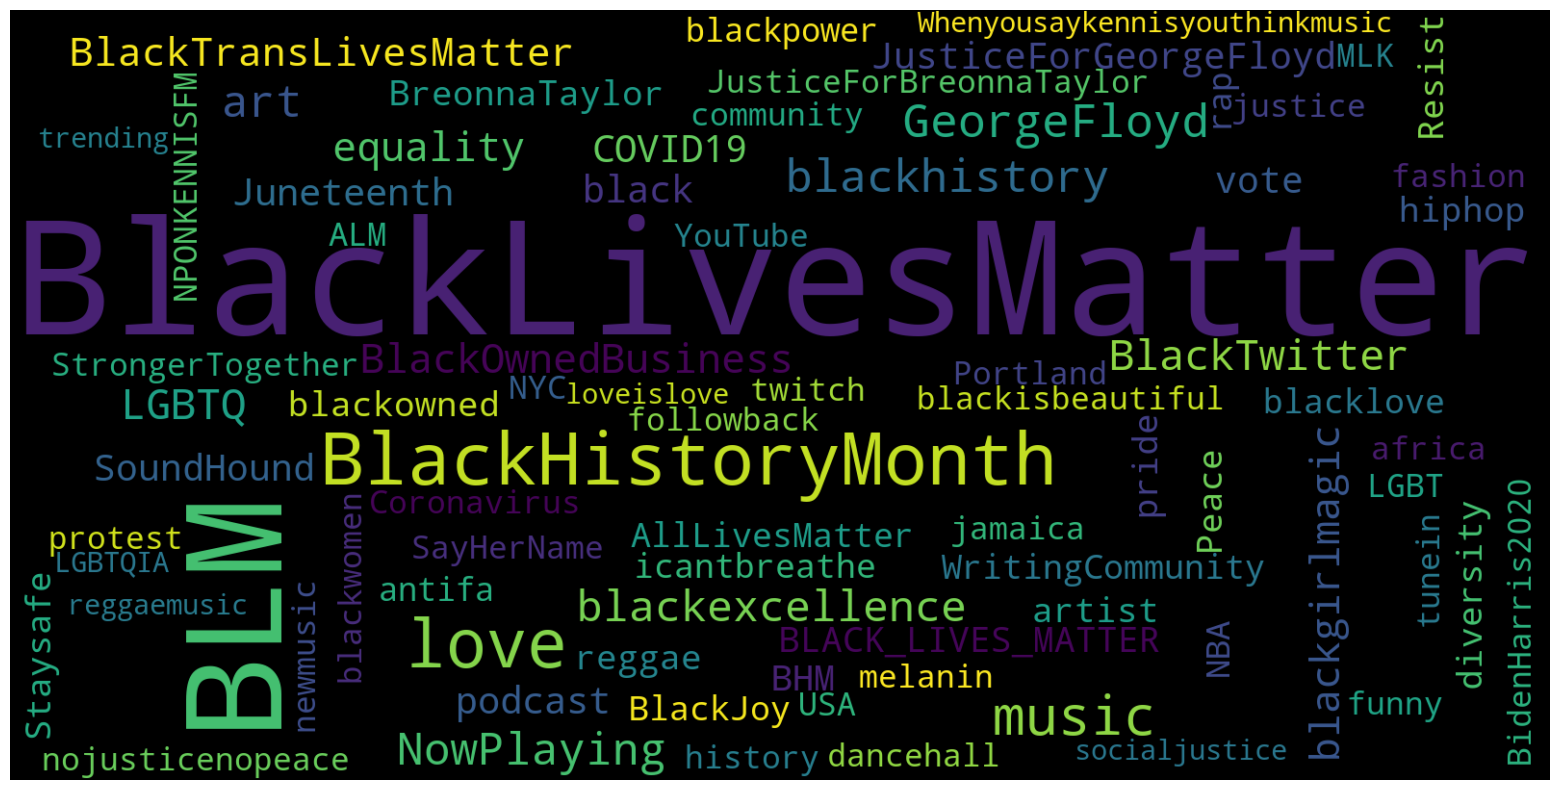 Whenyousaykennisyouthinkmusic
blackpower
BlackTransLivesMatter
JusticeForGeorgeFloyd
MLK
Resist
JusticeForBreonnaTaylor
BreonnaTaylor
art
rap
justice
community
GeorgeFloyd
trending
NPONKENNISFM
equality
COVID19
blackhistory
vote
fashion
Juneteenth
black
hiphop
ALM
YouTube
BlackLivesMatter
StrongerTogether
BlackOwnedBusiness
BlackTwitter
Portland
NYC
loveislove
twitch
LGBTQ
blackowned
blackisbeautiful
blacklove
followback
SoundHound
BlackHistoryMonth
pride
africa
Peace
blackgirlmagic
LGBT
Coronavirus
BLM
blackwomen
protest
SayHerName
AllLivesMatter
jamaica
LGBTQIA
icantbreathe
WritingCommunity
tunein
diversity
BidenHarris2020
antifa
Staysafe
reggaemusic
newmusic
blackexcellence
artist
love
BLACK_LIVES_MATTER
NBA
reggae
BHM
melanin
podcast
BlackJoy
USA
music
funny
nojusticenopeace
NowPlaying
history
dancehall
socialjustice